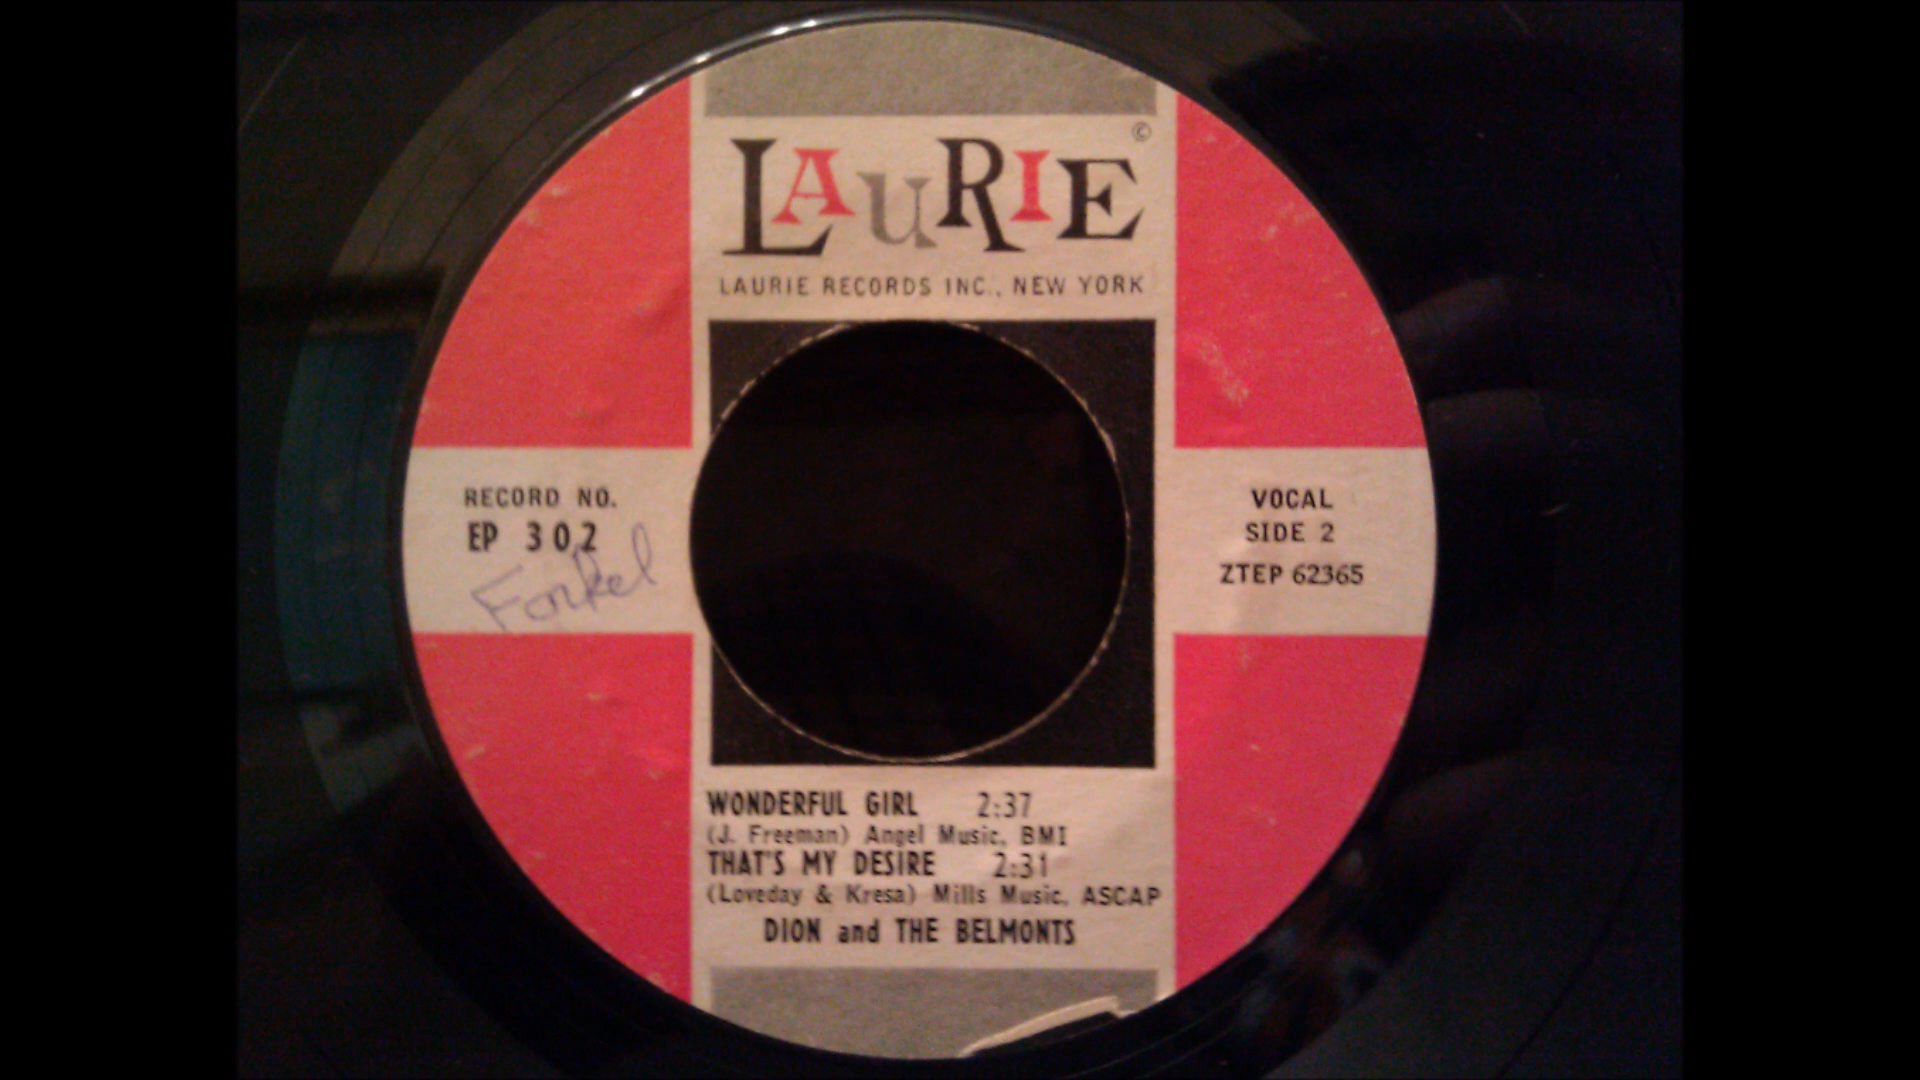 LAuRIE ©
LAURIE RECORDS INC., NEW YORK
RECORD NO.
EP 302
VOCAL
SIDE 2
ZTEP 62365
WONDERFUL GIRL 2:37
(J. Freeman) Angel Music, BMI
THAT'S MY DESIRE 2:31
(Loveday & Kresa) Mills Music, ASCAP
DION and THE BELMONTS